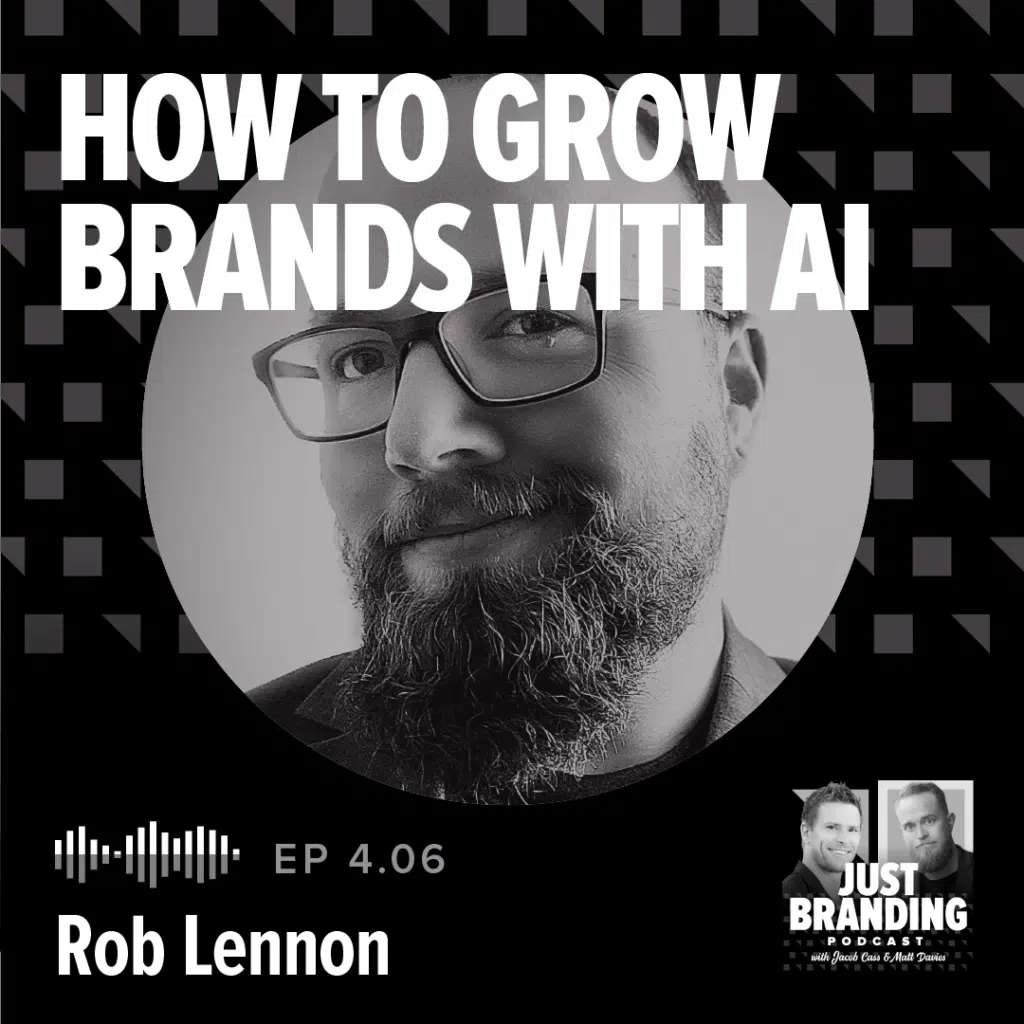 HOW TO GROW
BRANDS WITH AI
EP 4.06
Rob Lennon
JUST
BRANDING
PODCAST
with Jacob Cass & Matt Davies